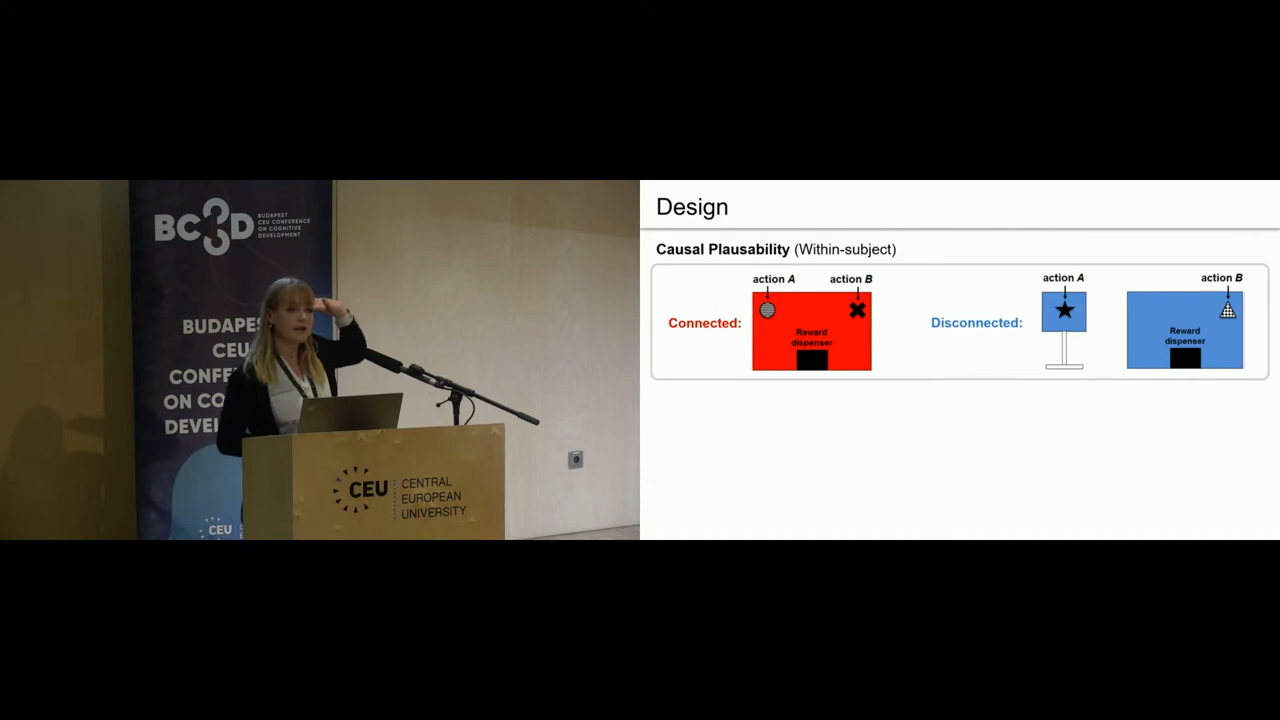 BC3D
BUDAPEST
CEU CONFERENCE
ON COGNITIVE
DEVELOPMENT
BUDAPES
CEU
CONFE
ON CO
DEVEL
CEU
CEU
CENTRAL
EUROPEAN
UNIVERSITY
Design
Causal Plausability (Within-subject)
action A
action B
Connected:
Reward
dispenser
action A
action B
Disconnected:
Reward
dispenser